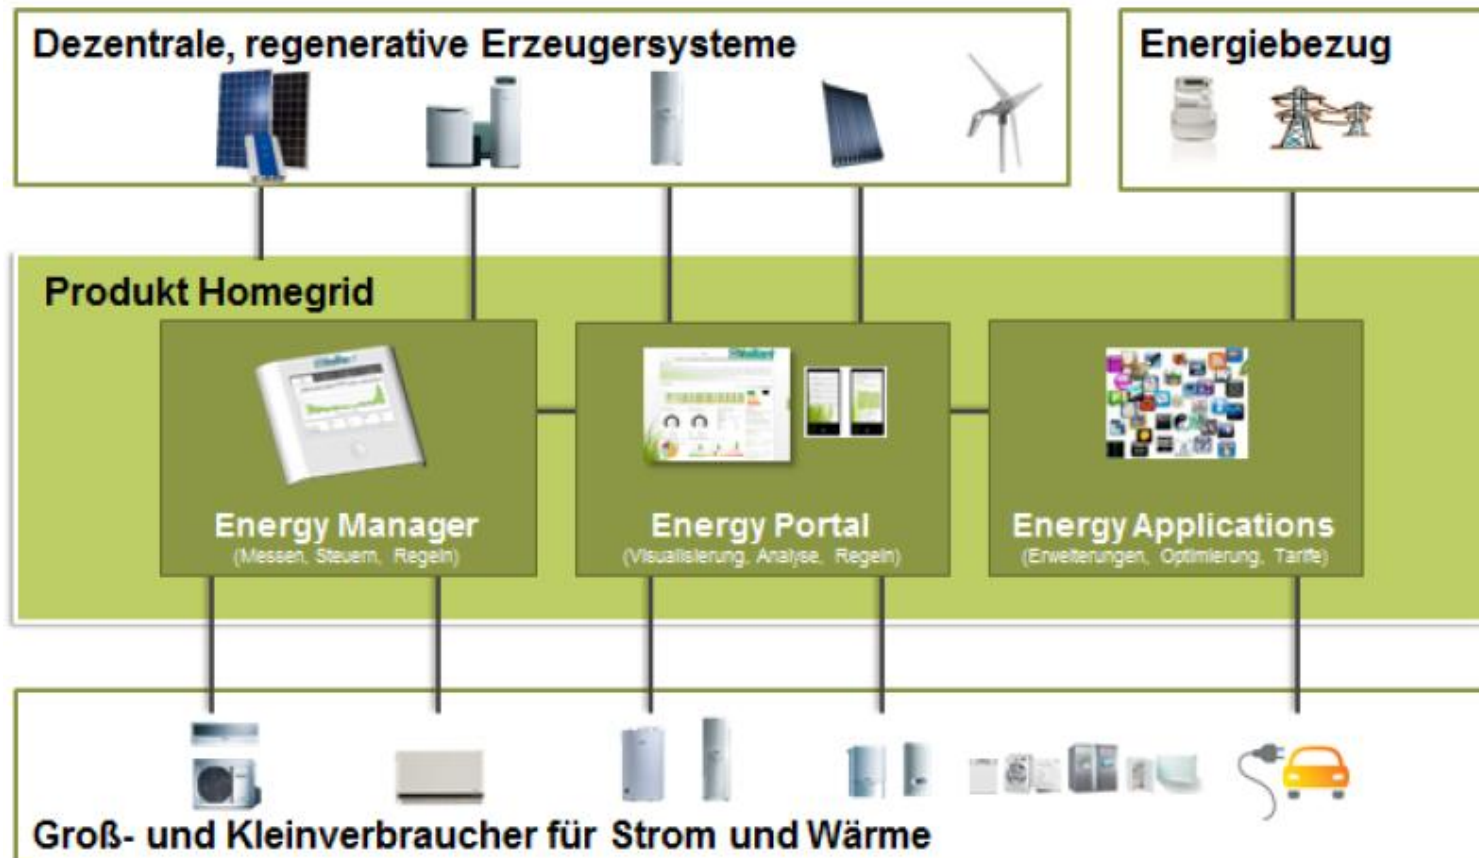 Dezentrale, regenerative Erzeugersysteme
Energiebezug
Produkt Homegrid
Energy Manager
(Messen, Steuern, Regeln)
Energy Portal
(Visualisierung, Analyse, Regeln)
Energy Applications
(Erweiterungen, Optimierung, Tarife)
Groß- und Kleinverbraucher für Strom und Wärme